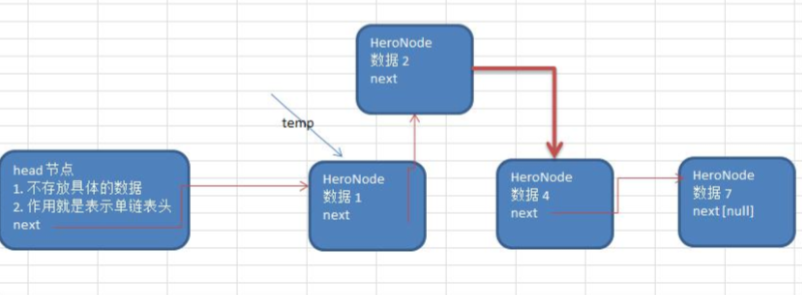 HeroNode
数据 2
next
temp
head 节点
1. 不存放具体的数据
2. 作用就是表示单链表头
next
HeroNode
数据 1
next
HeroNode
数据 4
next
HeroNode
数据 7
next [null]